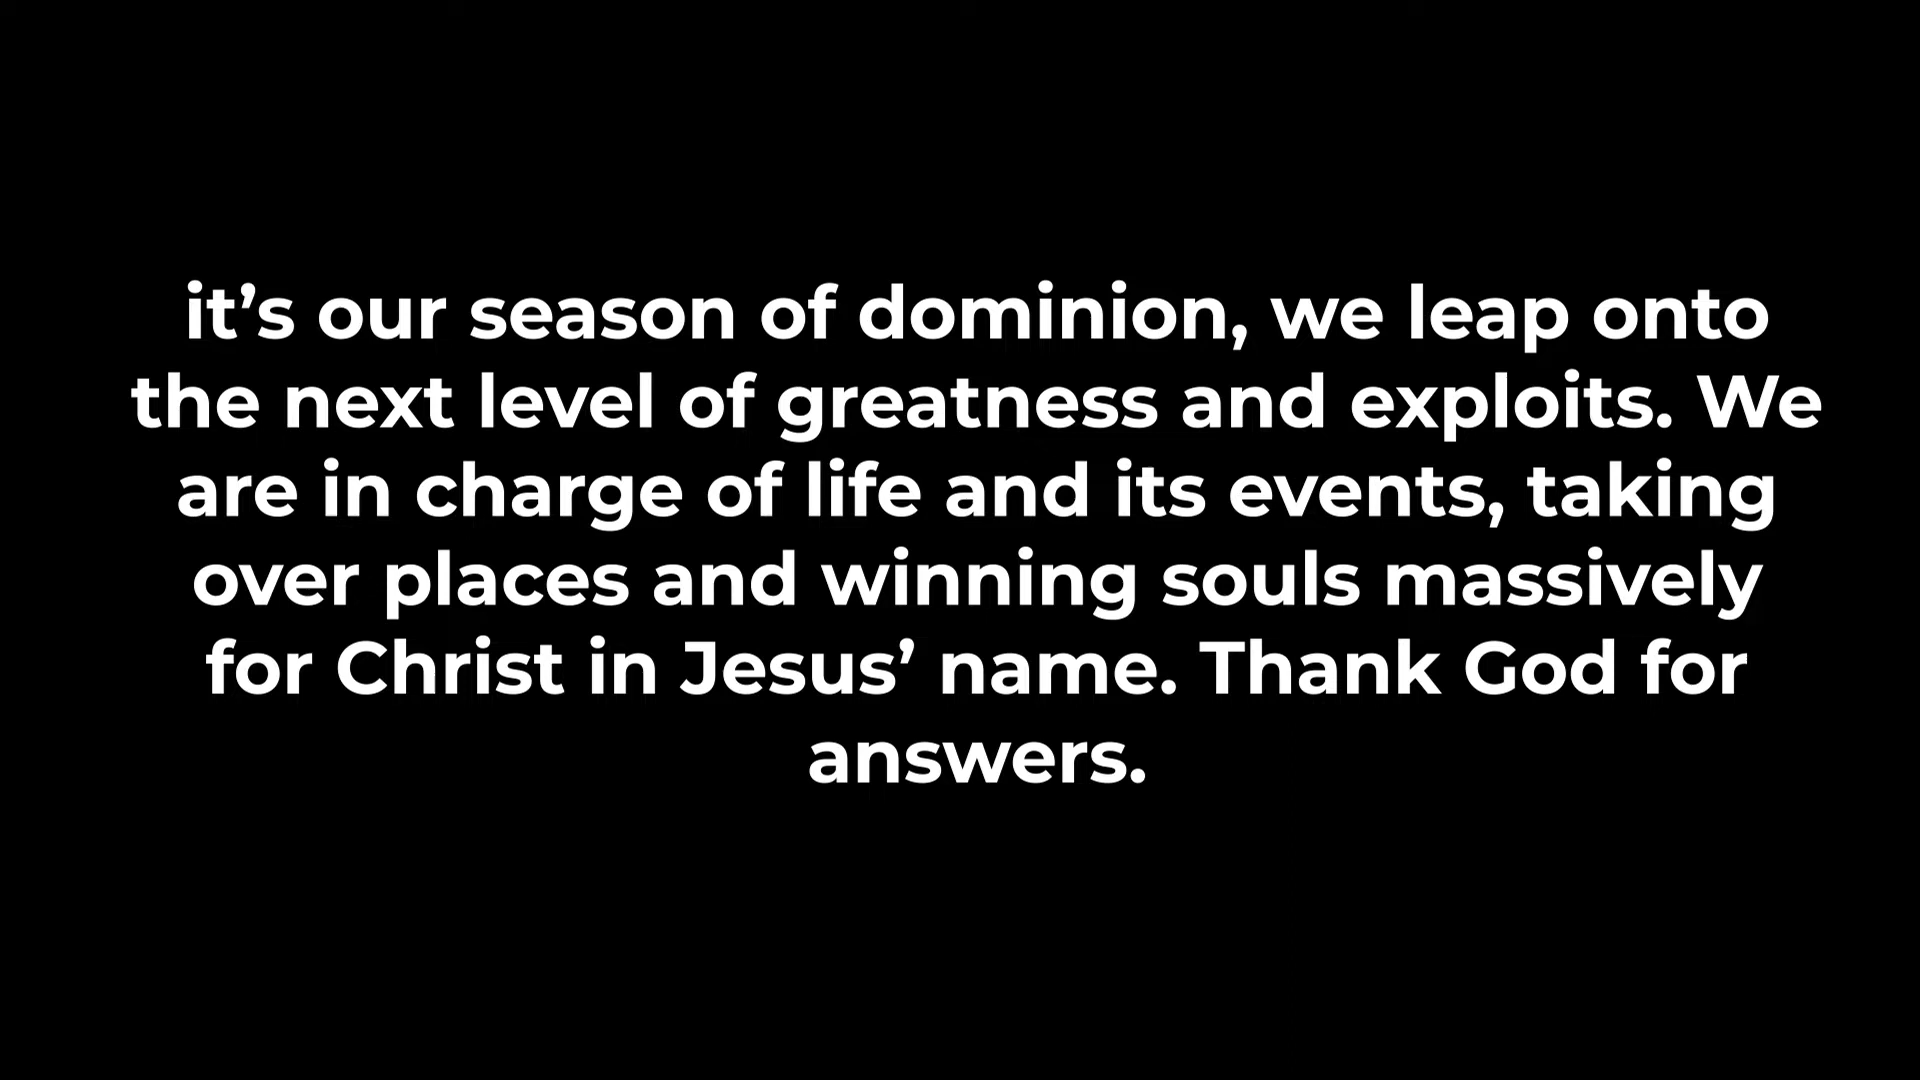 it’s our season of dominion, we leap onto
the next level of greatness and exploits. We
are in charge of life and its events, taking
over places and winning souls massively
for Christ in Jesus’ name. Thank God for
answers.